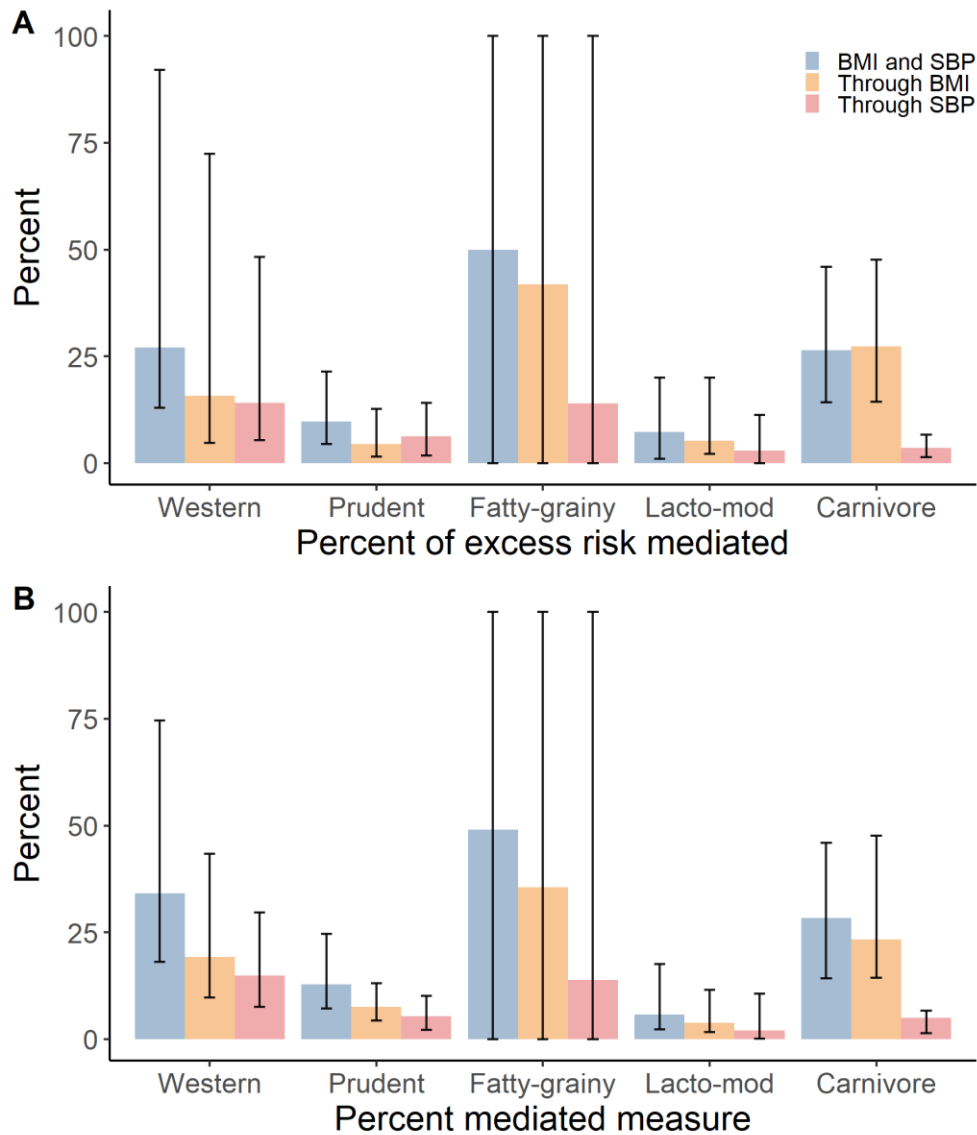 A
100
75
50
25
0
Percent
BMI and SBP
Through BMI
Through SBP
Western Prudent Fatty-grainy Lacto-mod Carnivore
Percent of excess risk mediated
B
100
75
50
25
0
Percent
Western Prudent Fatty-grainy Lacto-mod Carnivore
Percent mediated measure